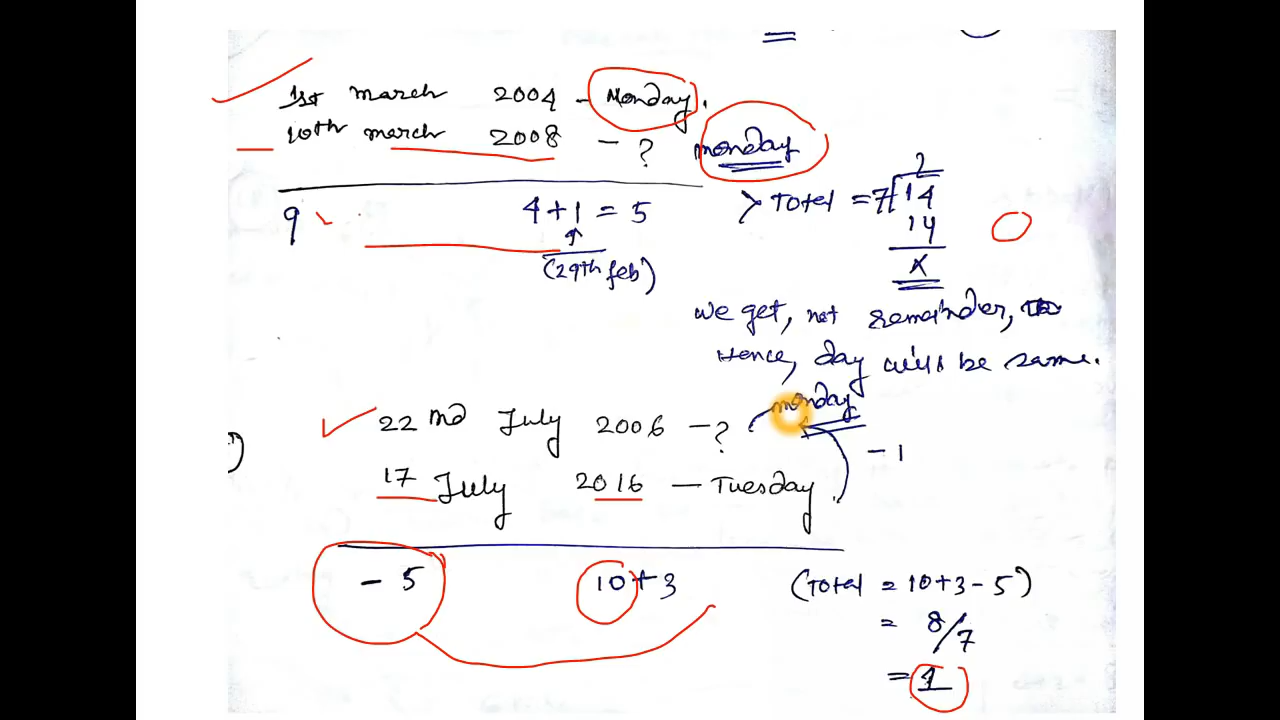 1st march 2004 - Monday.
10th march 2008 - ? monday
9 4+1 = 5
(29th feb)
> Total = 7 14
2
14
x
we get, not remainder,
Hence, day will be same.
22nd July 2006 - ? monday
- 1
17 July 2016 - Tuesday
- 5 10+3
(Total = 10+3-5)
= 8/7
= 1